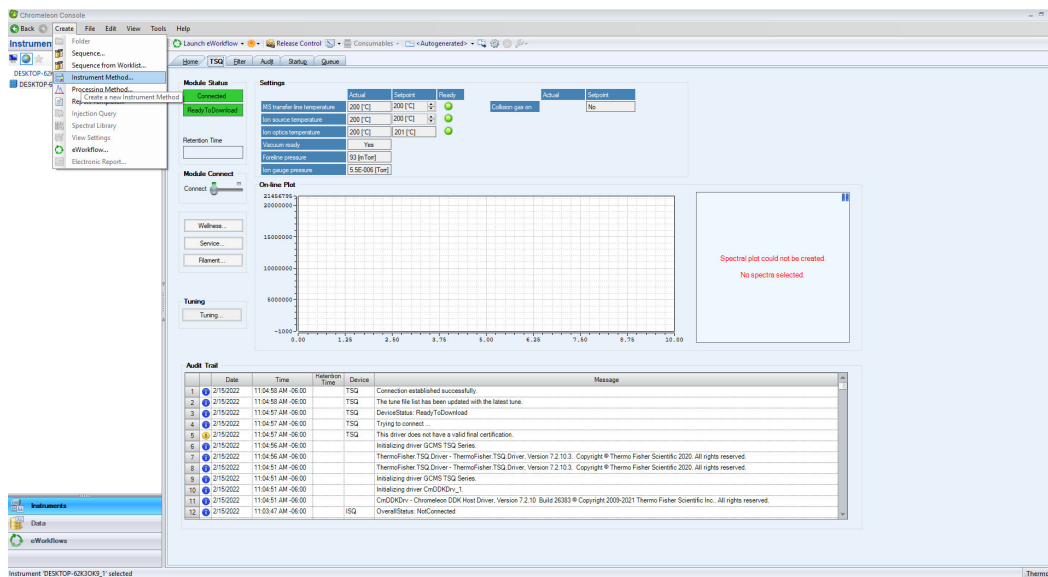 Chromeleon Console
Back Create File Edit View Tools Help
Instrumen Launch eWorkflow Release Control Consumables <Autogenerated>
Folder
Sequence...
Sequence from Worklist...
Instrument Method...
Processing Method...
Create a new Instrument Method
Injection Query
Spectral Library
View Settings
eWorkflow...
Electronic Report...
DESKTOP-62
DESKTOP-6
Home TSQ Filter Audit Startup Queue
Module Status
Connected
ReadyToDownload
Retention Time
Module Connect
Connect
Wellness...
Service...
Filament...
Tuning
Tuning...
Settings
Actual Setpoint Ready Actual Setpoint
MS transfer line temperature 200 [°C] 200 [°C] Collision gas on No
Ion source temperature 200 [°C] 200 [°C]
Ion optics temperature 200 [°C] 201 [°C]
Vacuum ready Yes
Foreline pressure 93 [mTorr]
Ion gauge pressure 5.5E-006 [Torr]
On-line Plot
21456795
20000000
15000000
10000000
5000000
-1000
0.00 1.25 2.50 3.75 5.00 6.25 7.50 8.75 10.00
Spectral plot could not be created.
No spectra selected.
Audit Trail
Date Time Retention Time Device Message
1 2/15/2022 11:04:58 AM -06:00 TSQ Connection established successfully.
2 2/15/2022 11:04:58 AM -06:00 TSQ The tune file list has been updated with the latest tune.
3 2/15/2022 11:04:57 AM -06:00 TSQ DeviceStatus: ReadyToDownload
4 2/15/2022 11:04:57 AM -06:00 TSQ Trying to connect ...
5 2/15/2022 11:04:57 AM -06:00 TSQ This driver does not have a valid final certification.
6 2/15/2022 11:04:56 AM -06:00 Initializing driver GCMS TSQ Series.
7 2/15/2022 11:04:56 AM -06:00 ThermoFisher.TSQ.Driver - ThermoFisher.TSQ.Driver, Version 7.2.10.3. Copyright © Thermo Fisher Scientific 2020. All rights reserved.
8 2/15/2022 11:04:51 AM -06:00 ThermoFisher.TSQ.Driver - ThermoFisher.TSQ.Driver, Version 7.2.10.3. Copyright © Thermo Fisher Scientific 2020. All rights reserved.
9 2/15/2022 11:04:51 AM -06:00 Initializing driver GCMS TSQ Series.
10 2/15/2022 11:04:51 AM -06:00 Initializing driver CmDDKDrv_1.
11 2/15/2022 11:04:51 AM -06:00 CmDDKDrv - Chromeleon DDK Host Driver, Version 7.2.10 Build 26383 © Copyright 2009-2021 Thermo Fisher Scientific Inc.. All rights reserved.
12 2/15/2022 11:03:47 AM -06:00 ISQ OverallStatus: NotConnected
Instruments
Data
eWorkflows
Instrument 'DESKTOP-62K3OK9_1' selected
Thermo